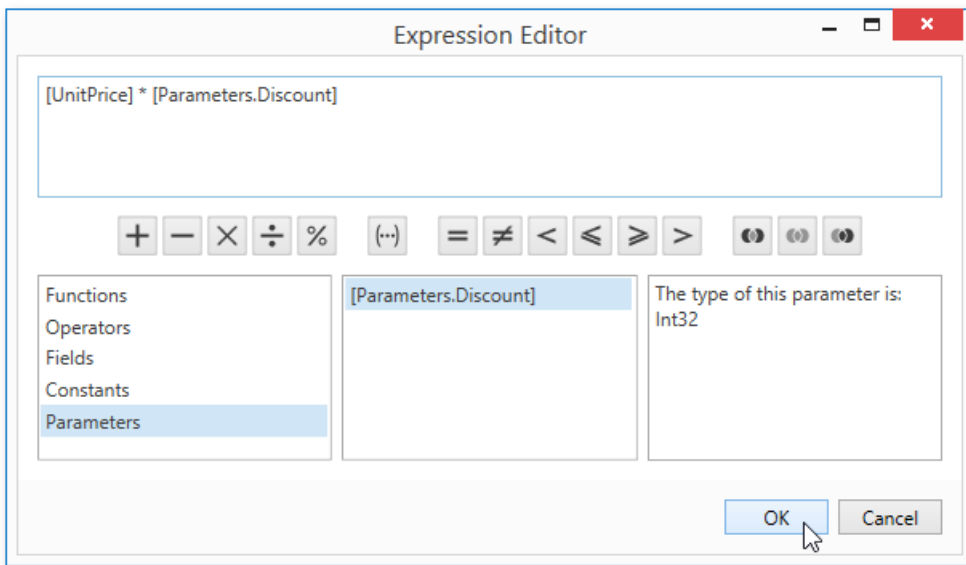 Expression Editor
[UnitPrice] * [Parameters.Discount]
+ − × ÷ % (···) = ≠ < ⩽ ⩾ >
Functions
Operators
Fields
Constants
Parameters
[Parameters.Discount]
The type of this parameter is:
Int32
OK
Cancel